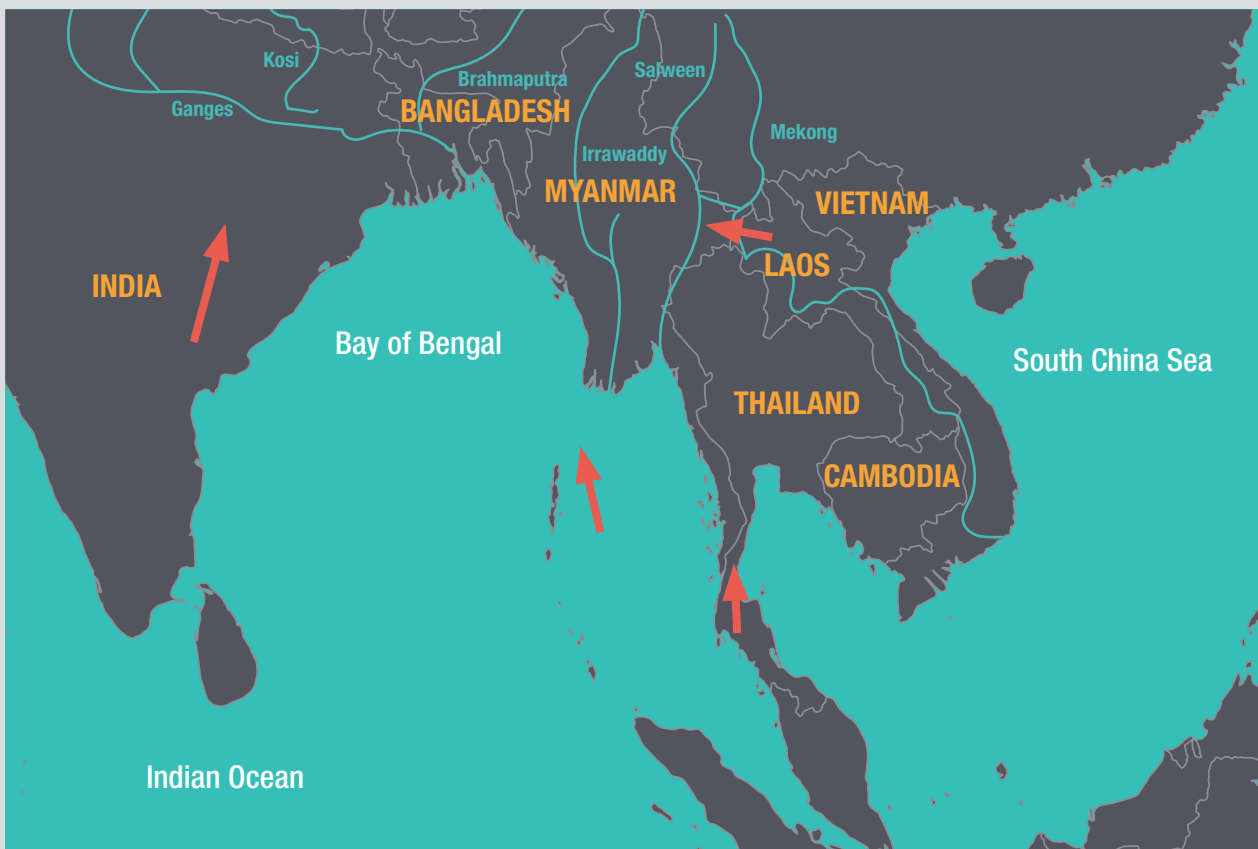 Kosi
Salween
Brahmaputra
Ganges
BANGLADESH
Mekong
Irrawaddy
MYANMAR
VIETNAM
LAOS
INDIA
Bay of Bengal
South China Sea
THAILAND
CAMBODIA
Indian Ocean